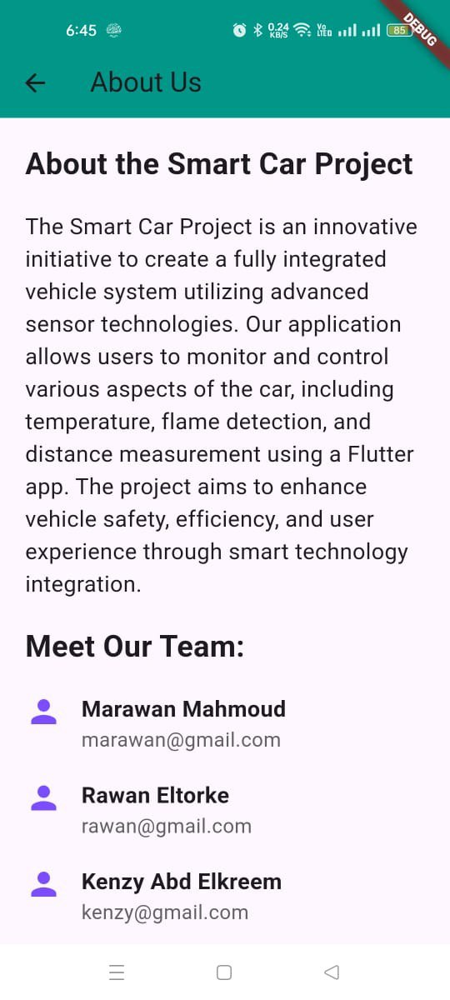 6:45
0.24
KB/S
Vo
LTE
85
DEBUG
About Us
About the Smart Car Project
The Smart Car Project is an innovative
initiative to create a fully integrated
vehicle system utilizing advanced
sensor technologies. Our application
allows users to monitor and control
various aspects of the car, including
temperature, flame detection, and
distance measurement using a Flutter
app. The project aims to enhance
vehicle safety, efficiency, and user
experience through smart technology
integration.
Meet Our Team:
Marawan Mahmoud
marawan@gmail.com
Rawan Eltorke
rawan@gmail.com
Kenzy Abd Elkreem
kenzy@gmail.com